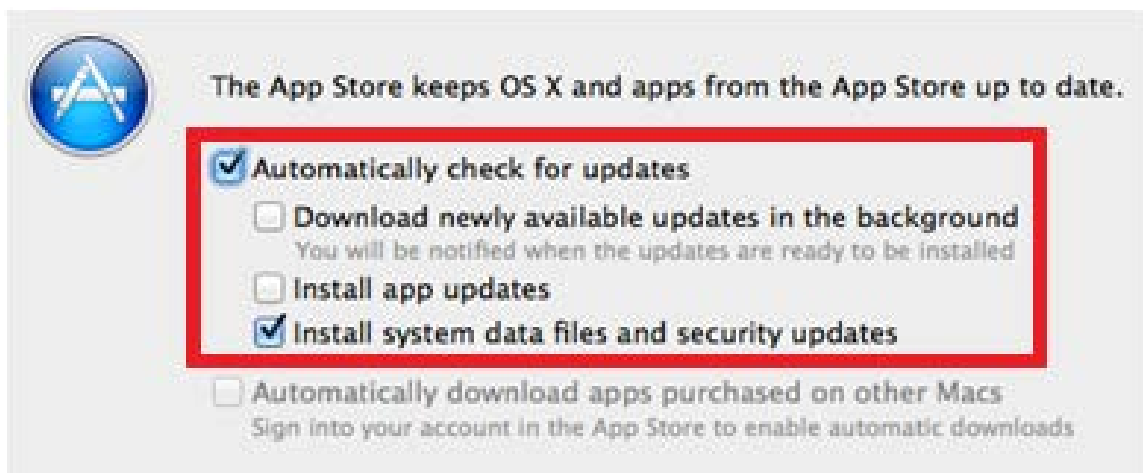 The App Store keeps OS X and apps from the App Store up to date.
Automatically check for updates
Download newly available updates in the background
You will be notified when the updates are ready to be installed
Install app updates
Install system data files and security updates
Automatically download apps purchased on other Macs
Sign into your account in the App Store to enable automatic downloads